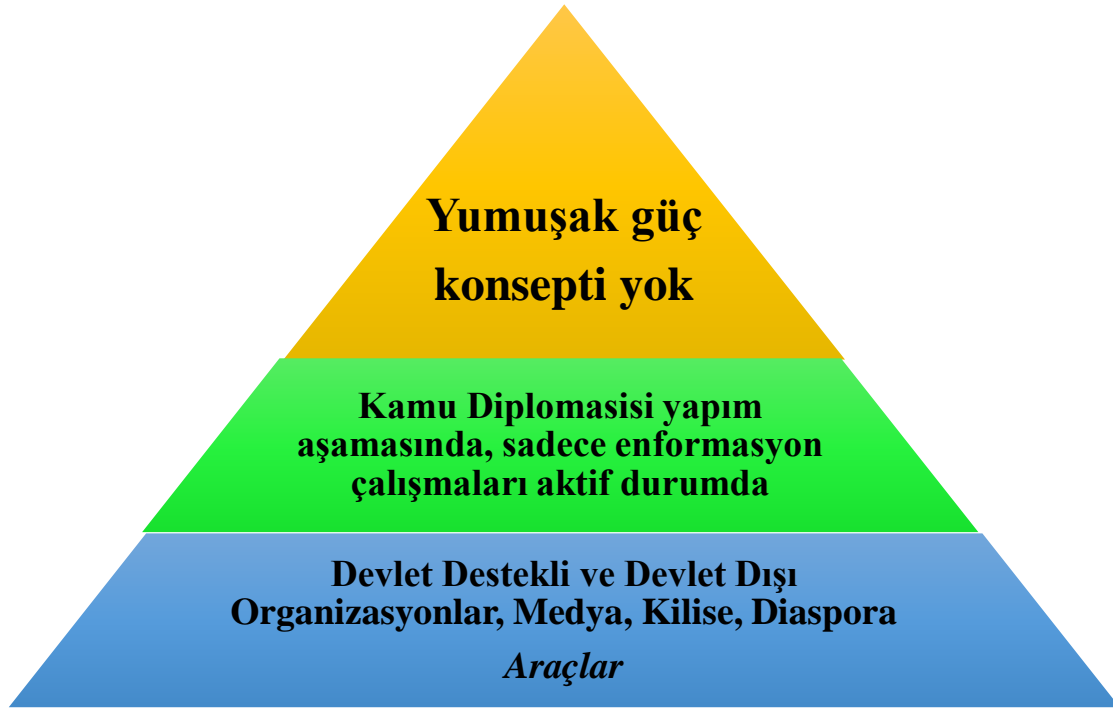 Yumuşak güç
konsepti yok
Kamu Diplomasisi yapım
aşamasında, sadece enformasyon
çalışmaları aktif durumda
Devlet Destekli ve Devlet Dışı
Organizasyonlar, Medya, Kilise, Diaspora
Araçlar